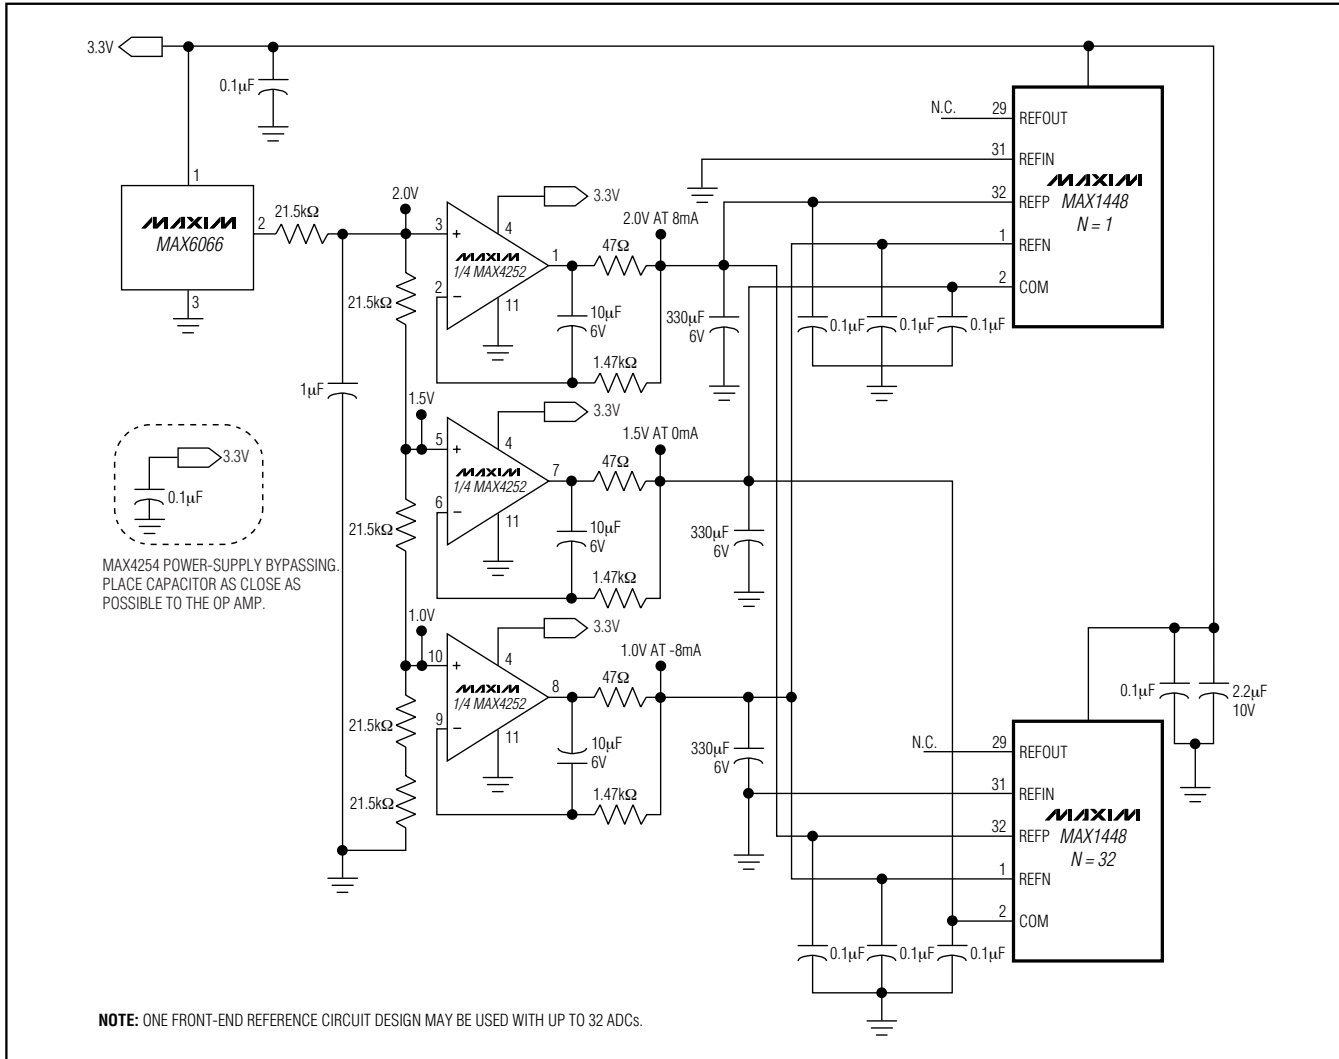 3.3V
0.1µF
MAXIM
MAX6066
1
2
3
21.5kΩ
2.0V
21.5kΩ
1µF
3
+
4
3.3V
MAXIM
1/4 MAX4252
2
−
11
1
47Ω
10µF
6V
1.47kΩ
2.0V AT 8mA
330µF
6V
N.C.
29
REFOUT
31
REFIN
32
REFP
1
REFN
2
COM
MAXIM
MAX1448
N = 1
0.1µF
0.1µF
0.1µF
1.5V
5
+
4
3.3V
MAXIM
1/4 MAX4252
6
−
11
7
47Ω
10µF
6V
1.47kΩ
1.5V AT 0mA
330µF
6V
21.5kΩ
3.3V
0.1µF
MAX4254 POWER-SUPPLY BYPASSING.
PLACE CAPACITOR AS CLOSE AS
POSSIBLE TO THE OP AMP.
1.0V
10
+
4
3.3V
MAXIM
1/4 MAX4252
9
−
11
8
47Ω
10µF
6V
1.47kΩ
1.0V AT -8mA
330µF
6V
21.5kΩ
21.5kΩ
0.1µF
2.2µF
10V
N.C.
29
REFOUT
31
REFIN
32
REFP
1
REFN
2
COM
MAXIM
MAX1448
N = 32
0.1µF
0.1µF
0.1µF
NOTE: ONE FRONT-END REFERENCE CIRCUIT DESIGN MAY BE USED WITH UP TO 32 ADCs.